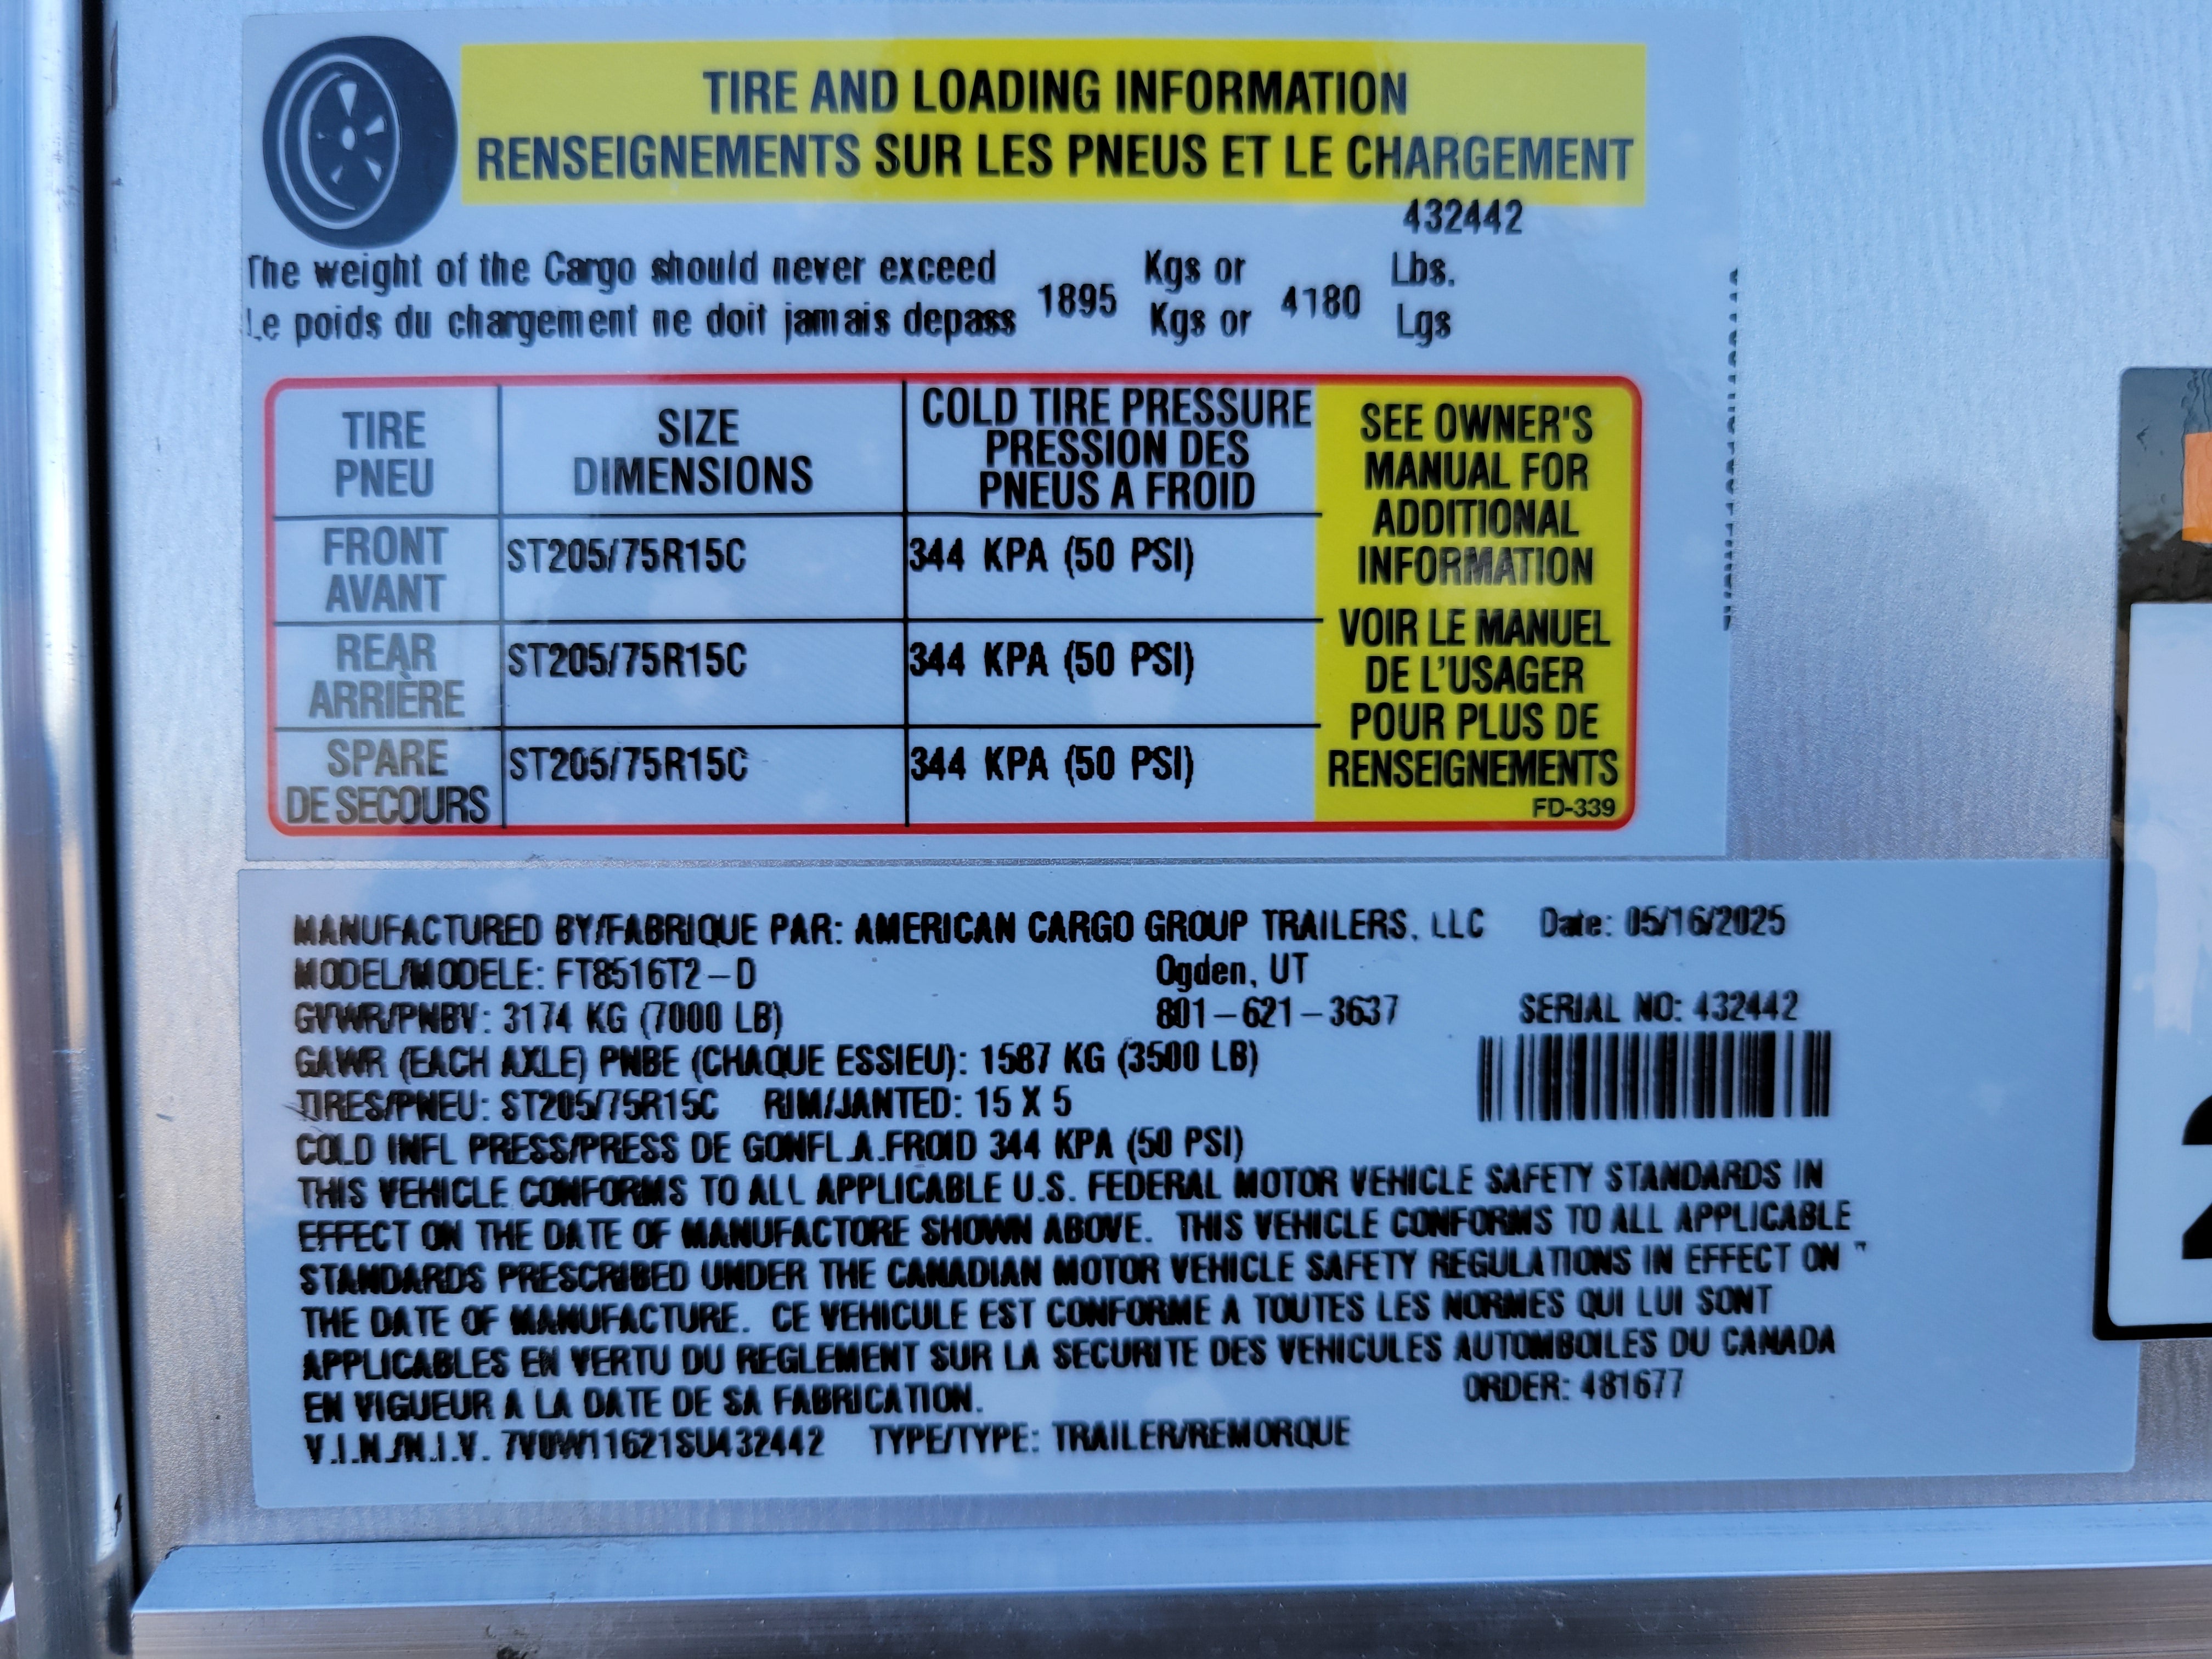 TIRE AND LOADING INFORMATION
RENSEIGNEMENTS SUR LES PNEUS ET LE CHARGEMENT
432442
The weight of the Cargo should never exceed 1895 Kgs or 4180 Lbs.
Le poids du chargement ne doit jamais depass Kgs or Lgs
TIRE PNEU
SIZE DIMENSIONS
COLD TIRE PRESSURE
PRESSION DES
PNEUS A FROID
FRONT AVANT ST205/75R15C 344 KPA (50 PSI)
REAR ARRIÈRE ST205/75R15C 344 KPA (50 PSI)
SPARE DE SECOURS ST205/75R15C 344 KPA (50 PSI)
SEE OWNER'S
MANUAL FOR
ADDITIONAL
INFORMATION
VOIR LE MANUEL
DE L'USAGER
POUR PLUS DE
RENSEIGNEMENTS
FD-339
MANUFACTURED BY/FABRIQUE PAR: AMERICAN CARGO GROUP TRAILERS, LLC Date: 05/16/2025
MODEL/MODELE: FT8516T2-D Ogden, UT
GVWR/PNBV: 3174 KG (7000 LB) 801-621-3637 SERIAL NO: 432442
GAWR (EACH AXLE) PNBE (CHAQUE ESSIEU): 1587 KG (3500 LB)
TIRES/PNEU: ST205/75R15C RIM/JANTED: 15 X 5
COLD INFL PRESS/PRESS DE GONFL.A.FROID 344 KPA (50 PSI)
THIS VEHICLE CONFORMS TO ALL APPLICABLE U.S. FEDERAL MOTOR VEHICLE SAFETY STANDARDS IN
EFFECT ON THE DATE OF MANUFACTORE SHOWN ABOVE. THIS VEHICLE CONFORMS TO ALL APPLICABLE
STANDARDS PRESCRIBED UNDER THE CANADIAN MOTOR VEHICLE SAFETY REGULATIONS IN EFFECT ON "
THE DATE OF MANUFACTURE. CE VEHICULE EST CONFORME A TOUTES LES NORMES QUI LUI SONT
APPLICABLES EN VERTU DU REGLEMENT SUR LA SECURITE DES VEHICULES AUTOMBOILES DU CANADA
EN VIGUEUR A LA DATE DE SA FABRICATION. ORDER: 481677
V.I.N./N.I.V. 7V0W11621SU432442 TYPE/TYPE: TRAILER/REMORQUE